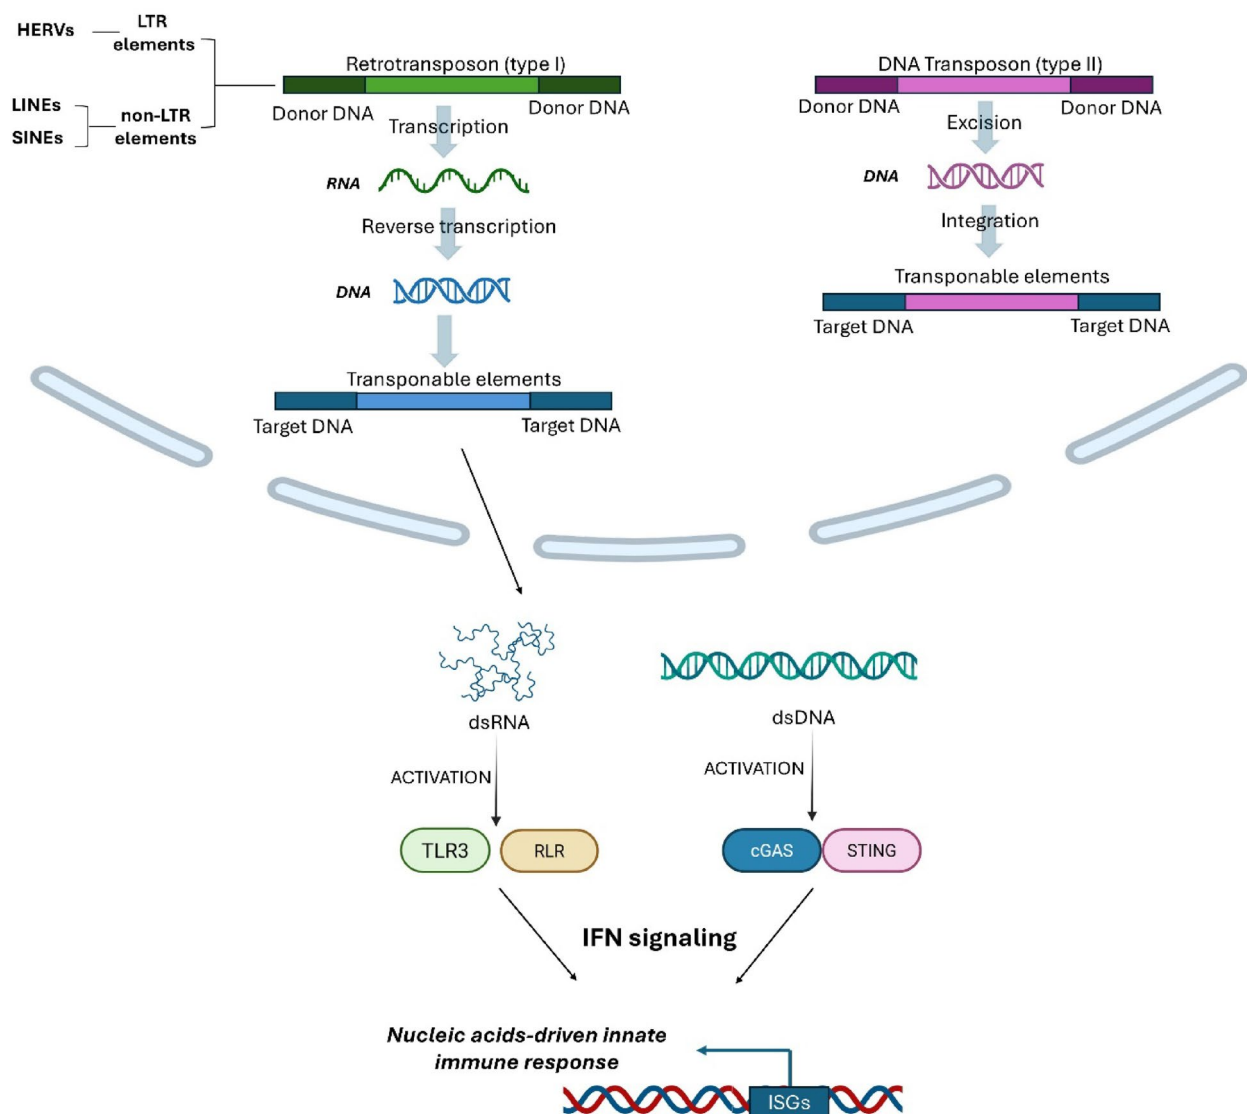 HERVs
LTR
elements
LINEs
SINEs
non-LTR
elements
Retrotransposon (type I)
Donor DNA
Donor DNA
Transcription
RNA
Reverse transcription
DNA
Transponable elements
Target DNA
Target DNA
DNA Transposon (type II)
Donor DNA
Donor DNA
Excision
DNA
Integration
Transponable elements
Target DNA
Target DNA
dsRNA
dsDNA
ACTIVATION
ACTIVATION
TLR3
RLR
cGAS
STING
IFN signaling
Nucleic acids-driven innate
immune response
ISGs